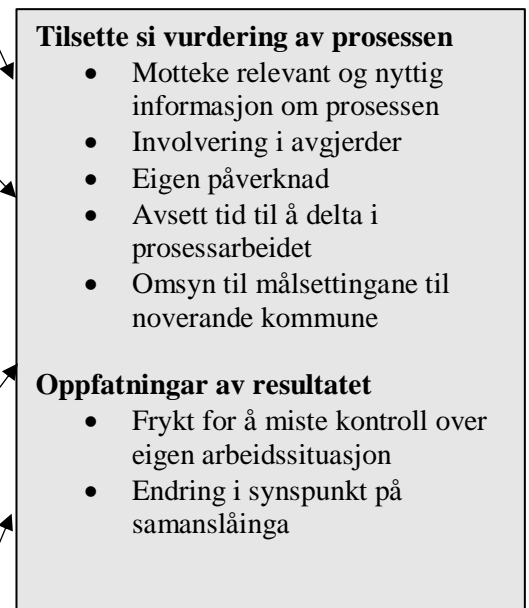 Tilsette si vurdering av prosessen
• Motteke relevant og nyttig
informasjon om prosessen
• Involvering i avgjerder
• Eigen påverknad
• Avsett tid til å delta i
prosessarbeidet
• Omsyn til målsettingane til
noverande kommune
Oppfatningar av resultatet
• Frykt for å miste kontroll over
eigen arbeidssituasjon
• Endring i synspunkt på
samanslåinga